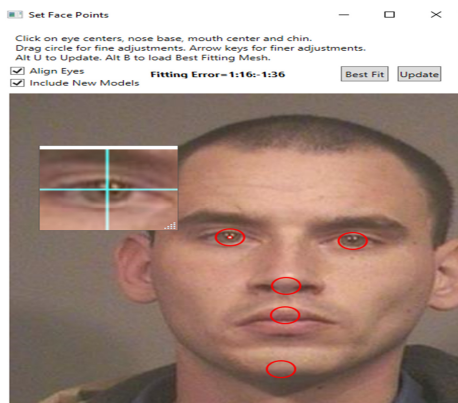 Set Face Points
Click on eye centers, nose base, mouth center and chin.
Drag circle for fine adjustments. Arrow keys for finer adjustments.
Alt U to Update. Alt B to load Best Fitting Mesh.
Align Eyes
Fitting Error=1:16:-1:36
Best Fit
Update
Include New Models